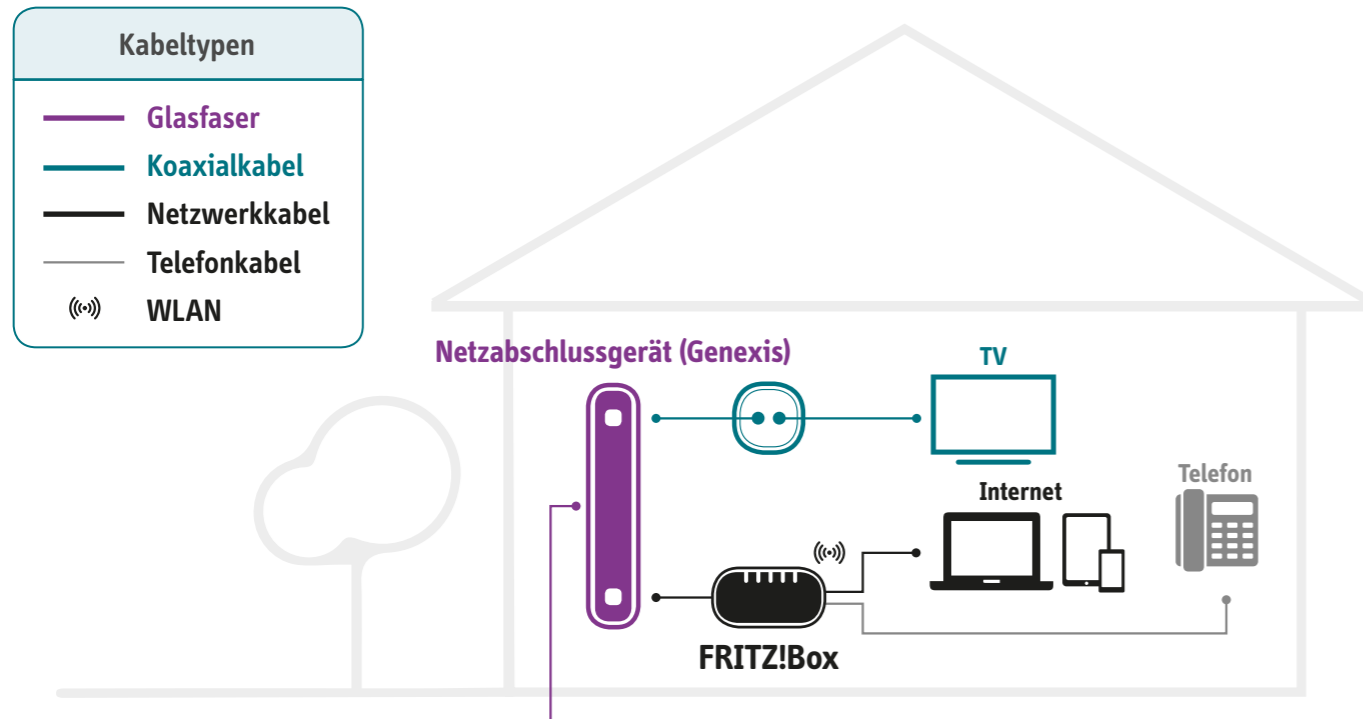 Kabeltypen
Glasfaser
Koaxialkabel
Netzwerkkabel
Telefonkabel
WLAN
Netzabschlussgerät (Genexis)
TV
Telefon
Internet
FRITZ!Box